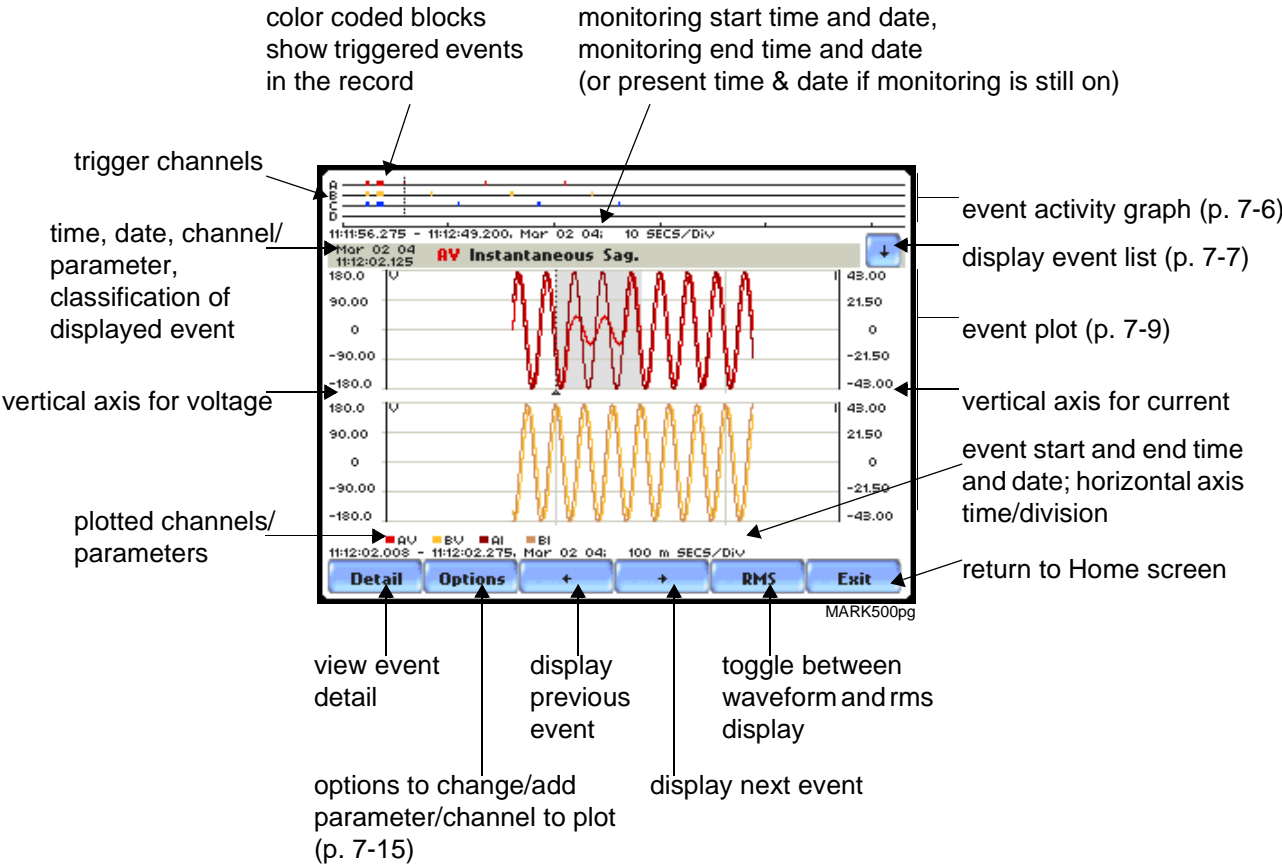 color coded blocks
show triggered events
in the record
monitoring start time and date,
monitoring end time and date
(or present time & date if monitoring is still on)
trigger channels
time, date, channel/
parameter,
classification of
displayed event
vertical axis for voltage
plotted channels/
parameters
A
B
C
D
11:11:56.275 - 11:12:49.200, Mar 02 04; 10 SECS/Div
Mar 02 04
11:12:02.125
AV Instantaneous Sag.
↓
180.0 V I 43.00
90.00 21.50
0 0
-90.00 -21.50
-180.0 -43.00
180.0 V I 43.00
90.00 21.50
0 0
-90.00 -21.50
-180.0 -43.00
AV BV AI BI
11:12:02.008 - 11:12:02.275, Mar 02 04; 100 m SECS/Div
Detail Options ← → RMS Exit
MARK500pg
event activity graph (p. 7-6)
display event list (p. 7-7)
event plot (p. 7-9)
vertical axis for current
event start and end time
and date; horizontal axis
time/division
return to Home screen
view event
detail
display
previous
event
toggle between
waveform and rms
display
options to change/add
parameter/channel to plot
(p. 7-15)
display next event